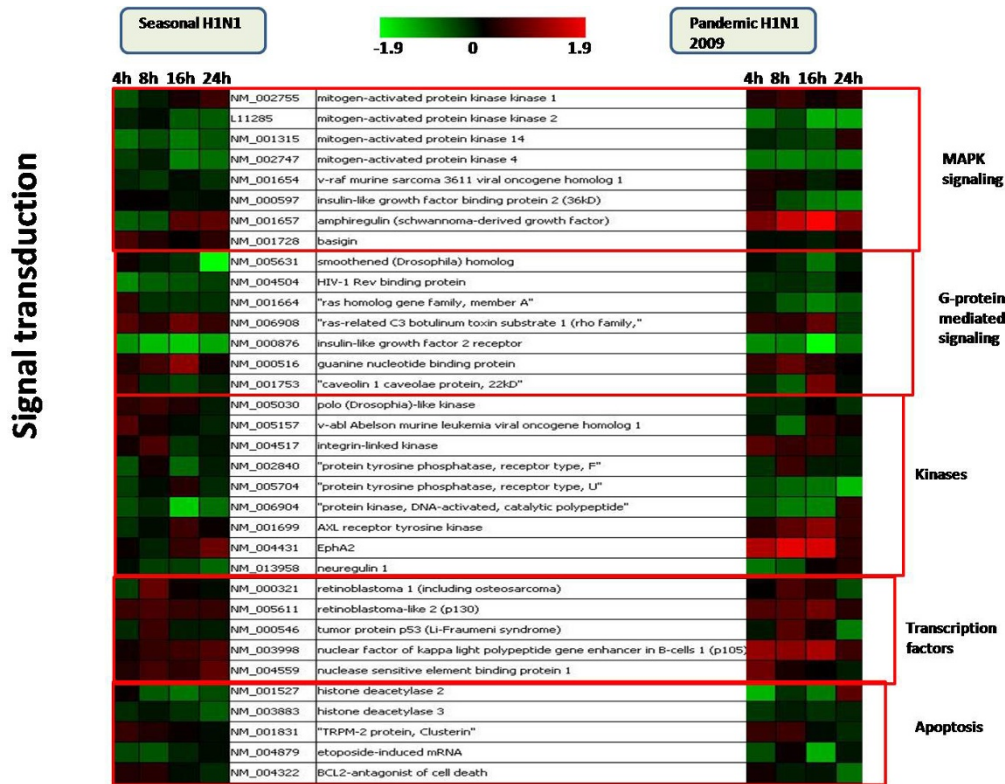 Seasonal H1N1
Pandemic H1N1
2009
-1.9 0 1.9
4h 8h 16h 24h
4h 8h 16h 24h
Signal transduction
NM_002755 mitogen-activated protein kinase kinase 1
L11285 mitogen-activated protein kinase kinase 2
NM_001315 mitogen-activated protein kinase 14
NM_002747 mitogen-activated protein kinase 4
NM_001654 v-raf murine sarcoma 3611 viral oncogene homolog 1
NM_000597 insulin-like growth factor binding protein 2 (36kD)
NM_001657 amphiregulin (schwannoma-derived growth factor)
NM_001728 basigin
MAPK
signaling
NM_005631 smoothened (Drosophila) homolog
NM_004504 HIV-1 Rev binding protein
NM_001664 "ras homolog gene family, member A"
NM_006908 "ras-related C3 botulinum toxin substrate 1 (rho family,"
NM_000876 insulin-like growth factor 2 receptor
NM_000516 guanine nucleotide binding protein
NM_001753 "caveolin 1 caveolae protein, 22kD"
G-protein
mediated
signaling
NM_005030 polo (Drosophia)-like kinase
NM_005157 v-abl Abelson murine leukemia viral oncogene homolog 1
NM_004517 integrin-linked kinase
NM_002840 "protein tyrosine phosphatase, receptor type, F"
NM_005704 "protein tyrosine phosphatase, receptor type, U"
NM_006904 "protein kinase, DNA-activated, catalytic polypeptide"
NM_001699 AXL receptor tyrosine kinase
NM_004431 EphA2
NM_013958 neuregulin 1
Kinases
NM_000321 retinoblastoma 1 (including osteosarcoma)
NM_005611 retinoblastoma-like 2 (p130)
NM_000546 tumor protein p53 (Li-Fraumeni syndrome)
NM_003998 nuclear factor of kappa light polypeptide gene enhancer in B-cells 1 (p105)
NM_004559 nuclease sensitive element binding protein 1
Transcription
factors
NM_001527 histone deacetylase 2
NM_003883 histone deacetylase 3
NM_001831 "TRPM-2 protein, Clusterin"
NM_004879 etoposide-induced mRNA
NM_004322 BCL2-antagonist of cell death
Apoptosis